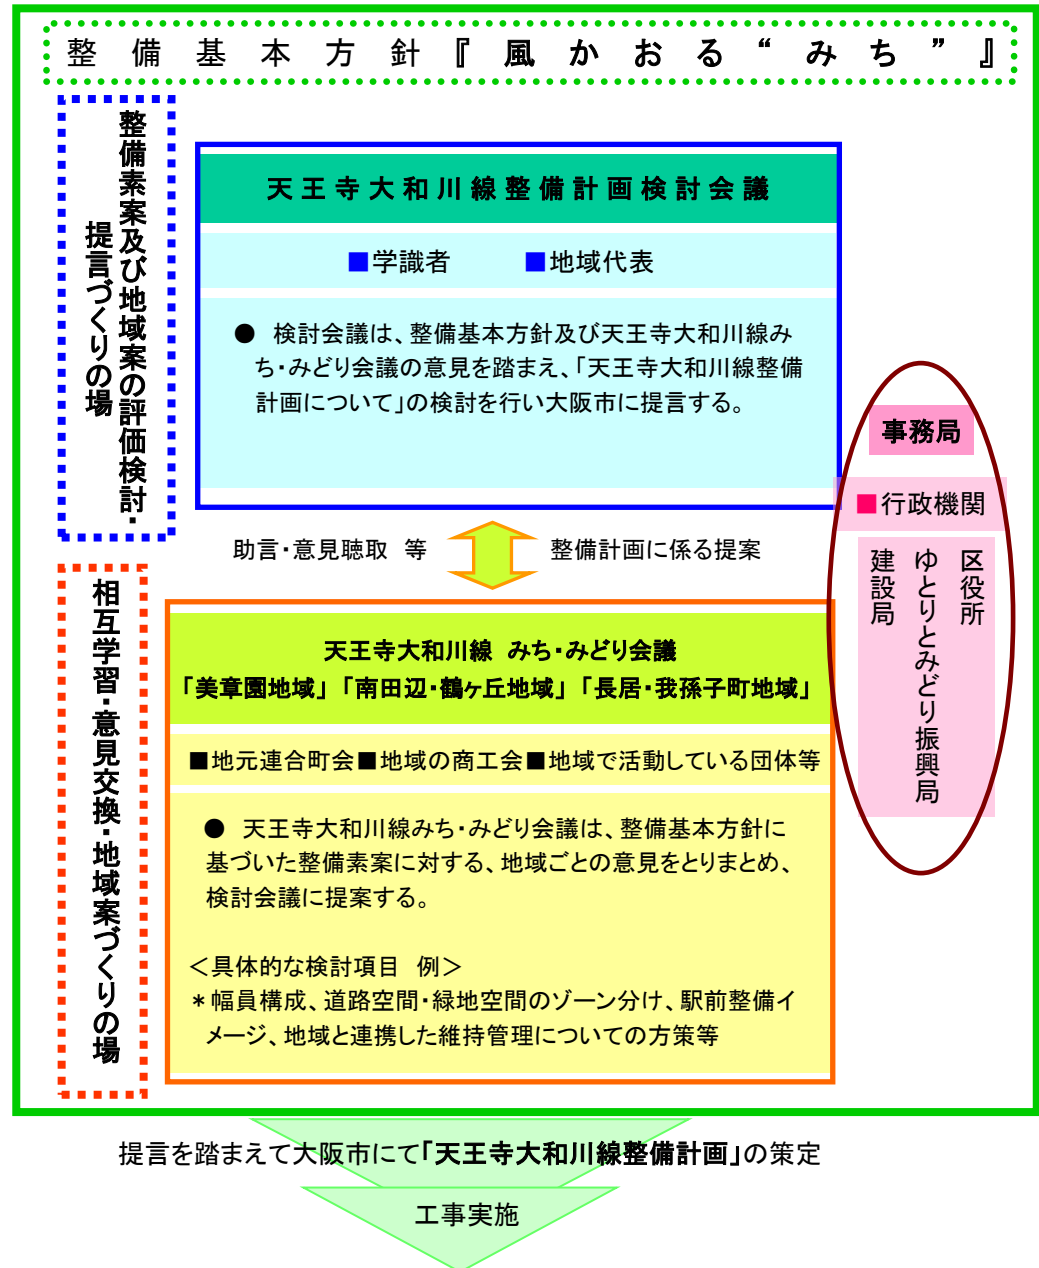 整備基本方針『風かおる“みち”』
整備素案及び地域案の評価検討・
提言づくりの場
天王寺大和川線整備計画検討会議
■学識者　■地域代表
● 検討会議は、整備基本方針及び天王寺大和川線み
ち・みどり会議の意見を踏まえ、「天王寺大和川線整備
計画について」の検討を行い大阪市に提言する。
助言・意見聴取 等　整備計画に係る提案
事務局
■行政機関
区役所
ゆとりとみどり振興局
建設局
相互学習・意見交換・地域案づくりの場
天王寺大和川線 みち・みどり会議
「美章園地域」「南田辺・鶴ヶ丘地域」「長居・我孫子町地域」
■地元連合町会■地域の商工会■地域で活動している団体等
● 天王寺大和川線みち・みどり会議は、整備基本方針に
基づいた整備素案に対する、地域ごとの意見をとりまとめ、
検討会議に提案する。
＜具体的な検討項目 例＞
＊幅員構成、道路空間・緑地空間のゾーン分け、駅前整備イ
メージ、地域と連携した維持管理についての方策等
提言を踏まえて大阪市にて「天王寺大和川線整備計画」の策定
工事実施